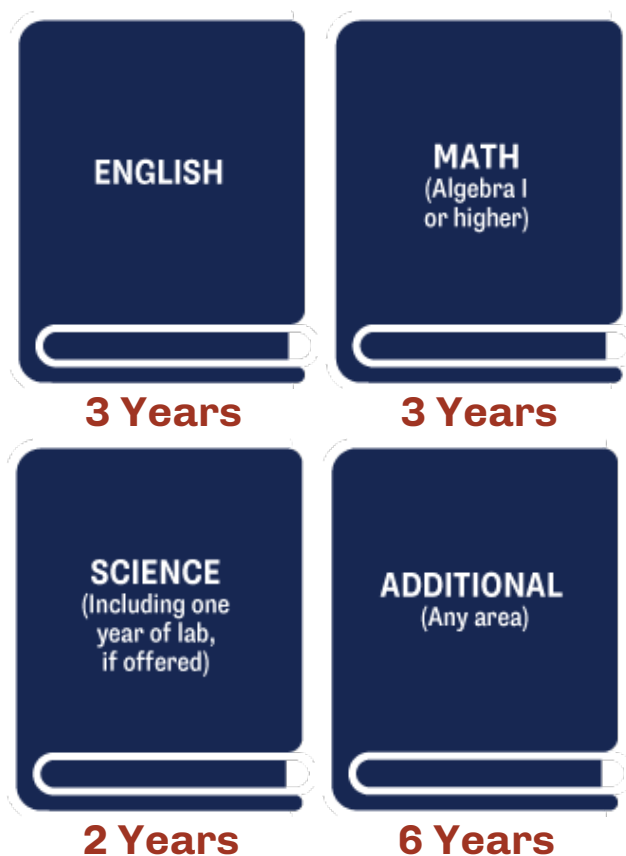 ENGLISH
3 Years
MATH
(Algebra I
or higher)
3 Years
SCIENCE
(Including one
year of lab,
if offered)
2 Years
ADDITIONAL
(Any area)
6 Years